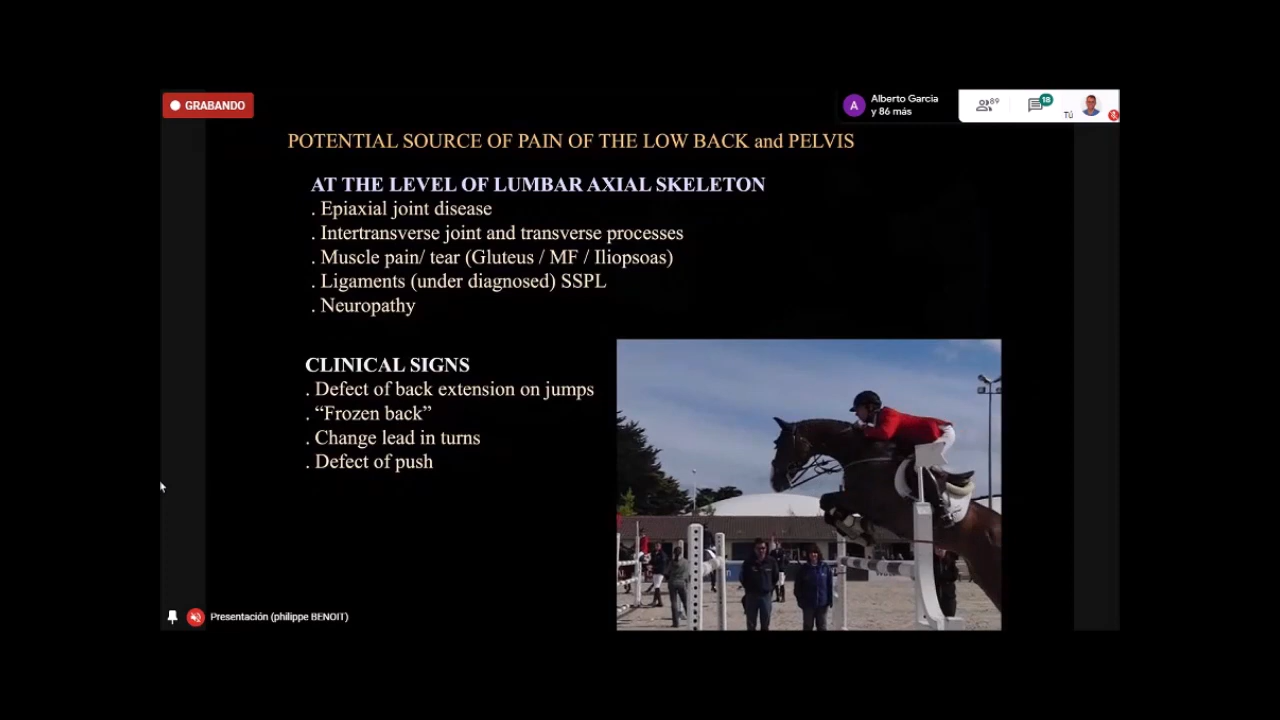 GRABANDO
A
Alberto Garcia
y 86 más
89
18
Tú
POTENTIAL SOURCE OF PAIN OF THE LOW BACK and PELVIS
AT THE LEVEL OF LUMBAR AXIAL SKELETON
. Epiaxial joint disease
. Intertransverse joint and transverse processes
. Muscle pain/ tear (Gluteus / MF / Iliopsoas)
. Ligaments (under diagnosed) SSPL
. Neuropathy
CLINICAL SIGNS
. Defect of back extension on jumps
. “Frozen back”
. Change lead in turns
. Defect of push
Presentación (philippe BENOIT)